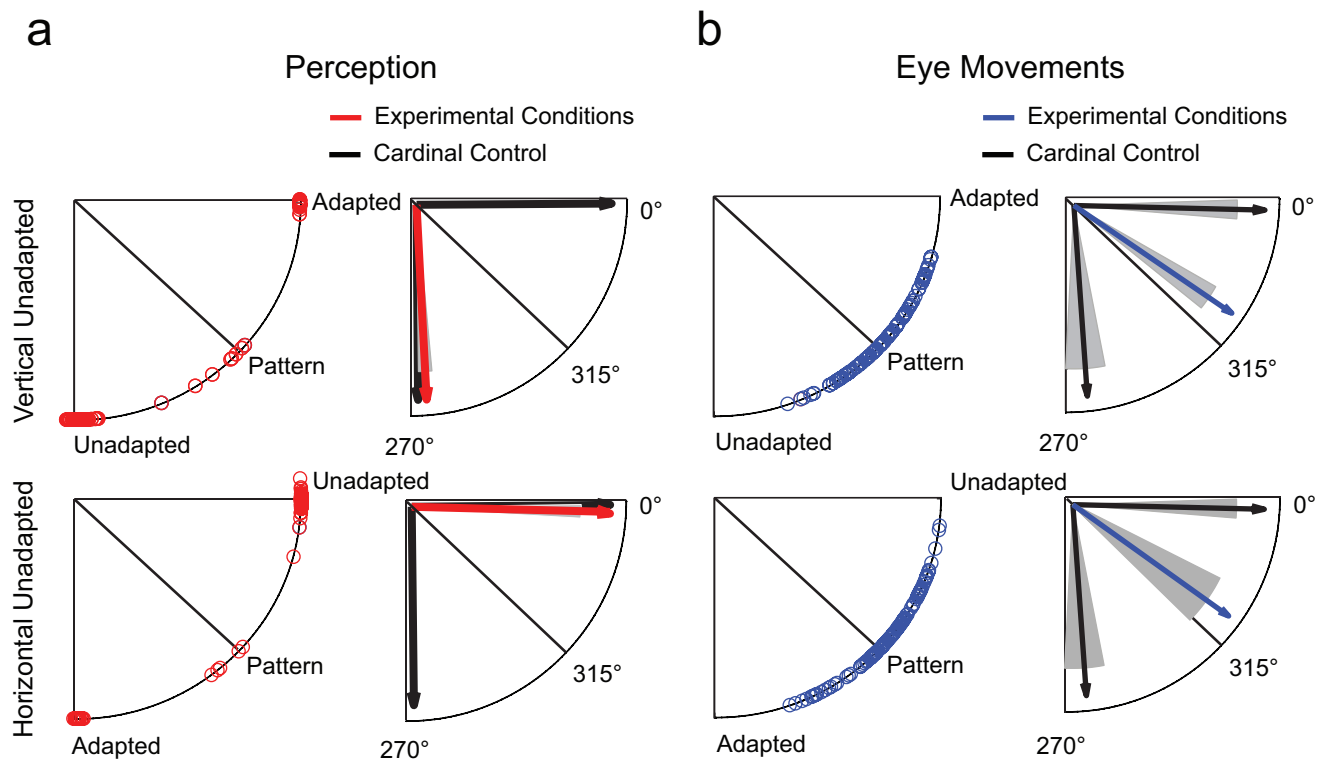 a
Perception
Experimental Conditions
Cardinal Control
Vertical Unadapted
Adapted
Pattern
Unadapted
0°
315°
270°
Horizontal Unadapted
Unadapted
Pattern
Adapted
0°
315°
270°
b
Eye Movements
Experimental Conditions
Cardinal Control
Adapted
Pattern
Unadapted
0°
315°
270°
Unadapted
Pattern
Adapted
0°
315°
270°